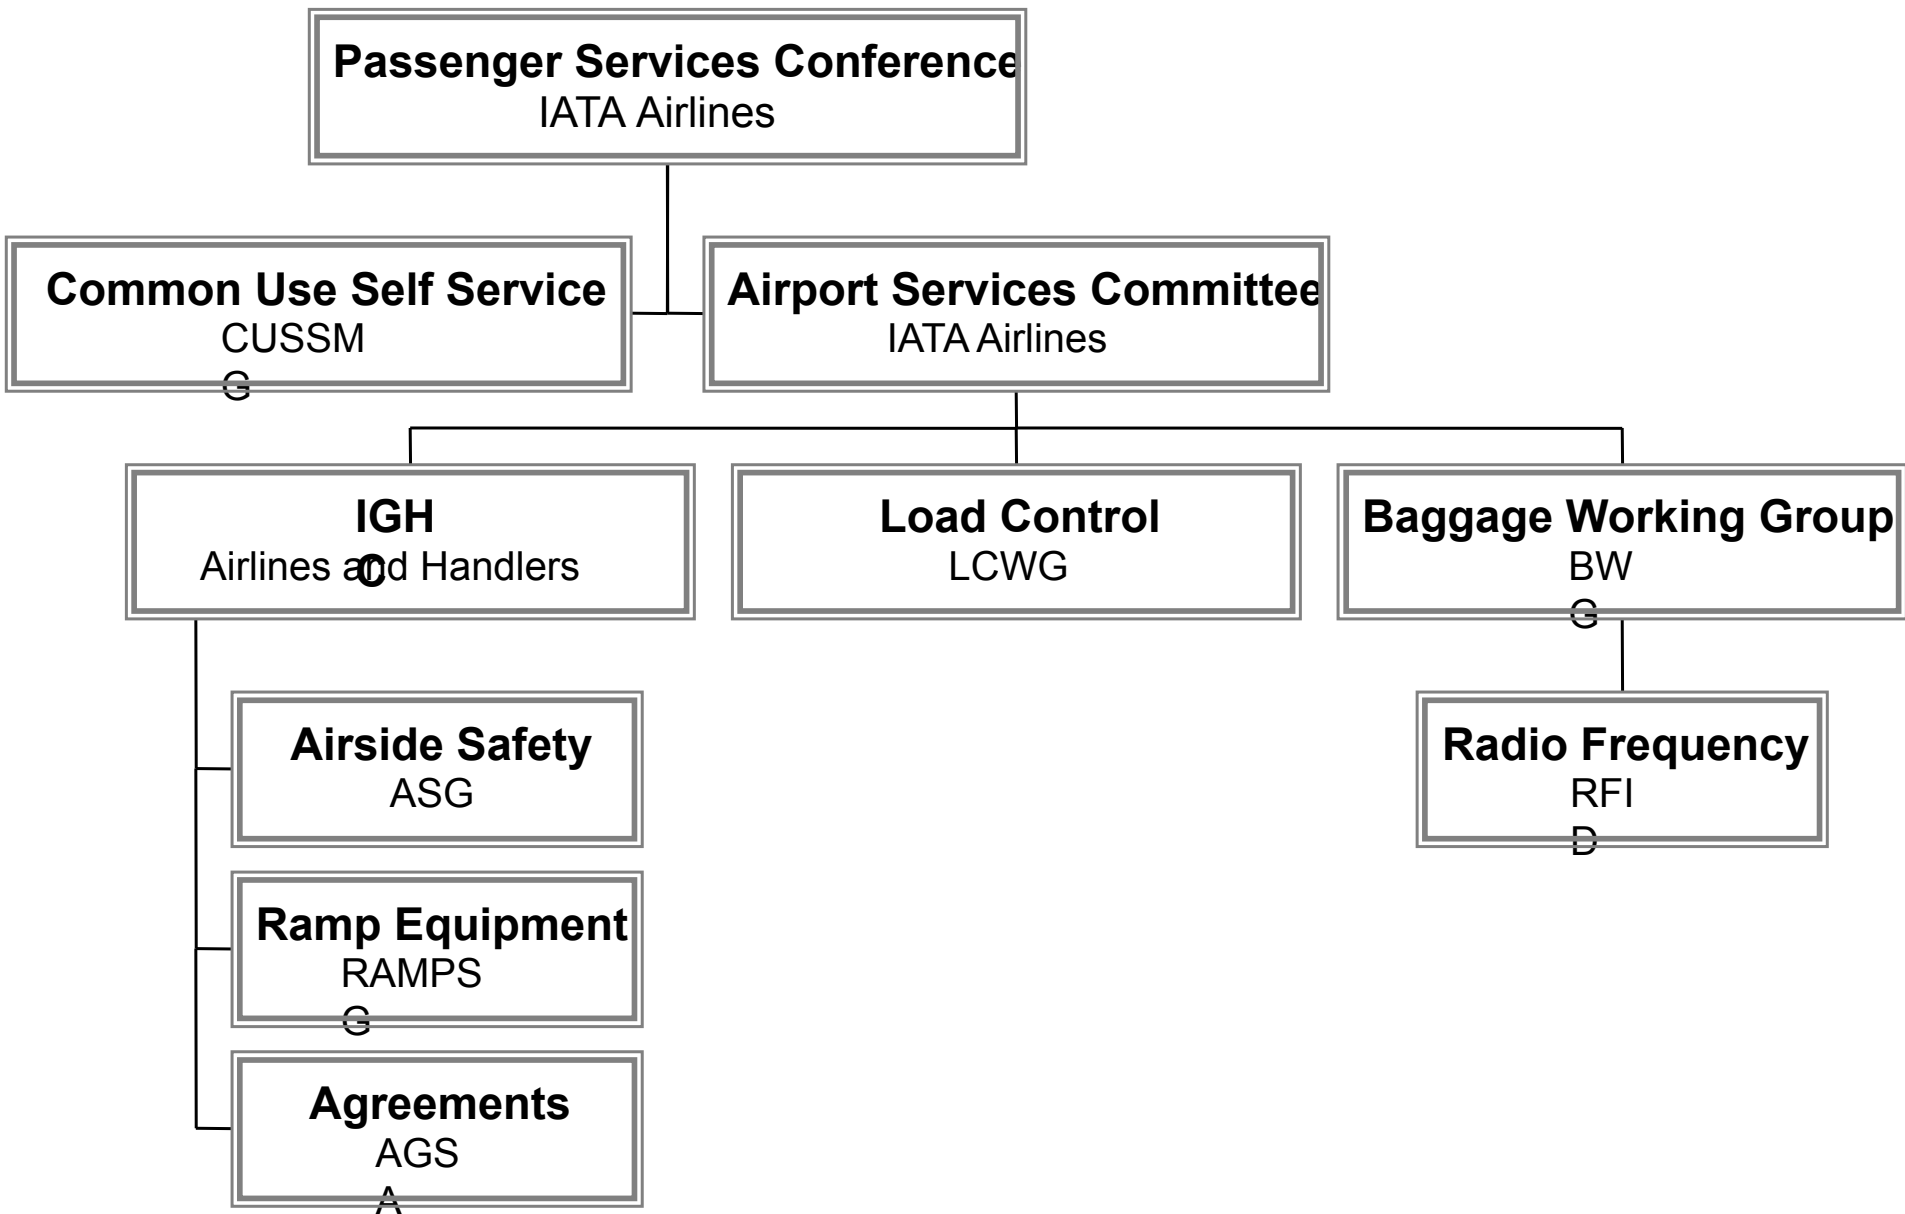 Passenger Services Conference
IATA Airlines
Common Use Self Service
CUSSM
G
Airport Services Committee
IATA Airlines
IGH
C
Airlines and Handlers
Load Control
LCWG
Baggage Working Group
BW
G
Airside Safety
ASG
Radio Frequency
RFI
D
Ramp Equipment
RAMPS
G
Agreements
AGS
A